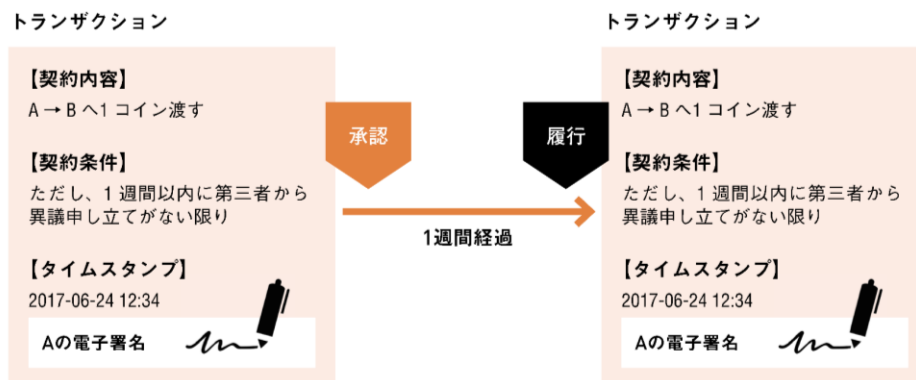 トランザクション
【契約内容】
A → B へ1 コイン渡す
【契約条件】
ただし、1 週間以内に第三者から
異議申し立てがない限り
【タイムスタンプ】
2017-06-24 12:34
Aの電子署名
承認
履行
1週間経過
トランザクション
【契約内容】
A → B へ1 コイン渡す
【契約条件】
ただし、1 週間以内に第三者から
異議申し立てがない限り
【タイムスタンプ】
2017-06-24 12:34
Aの電子署名